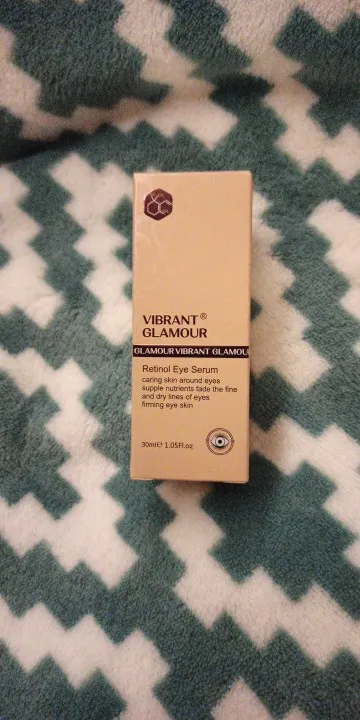 VIBRANT®
GLAMOUR
GLAMOUR VIBRANT GLAMOU
Retinol Eye Serum
caring skin around eyes
supple nutrients fade the fine
and dry lines of eyes
firming eye skin
30ml℮ 1.05Fl.oz